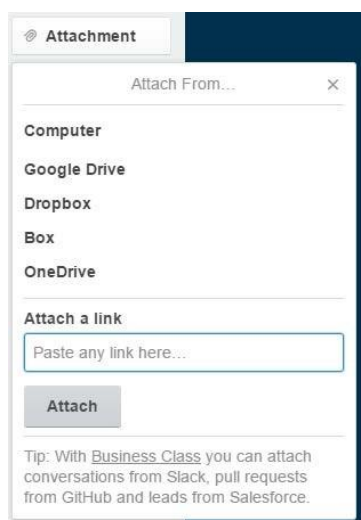 Attachment
Attach From...
Computer
Google Drive
Dropbox
Box
OneDrive
Attach a link
Paste any link here...
Attach
Tip: With Business Class you can attach
conversations from Slack, pull requests
from GitHub and leads from Salesforce.